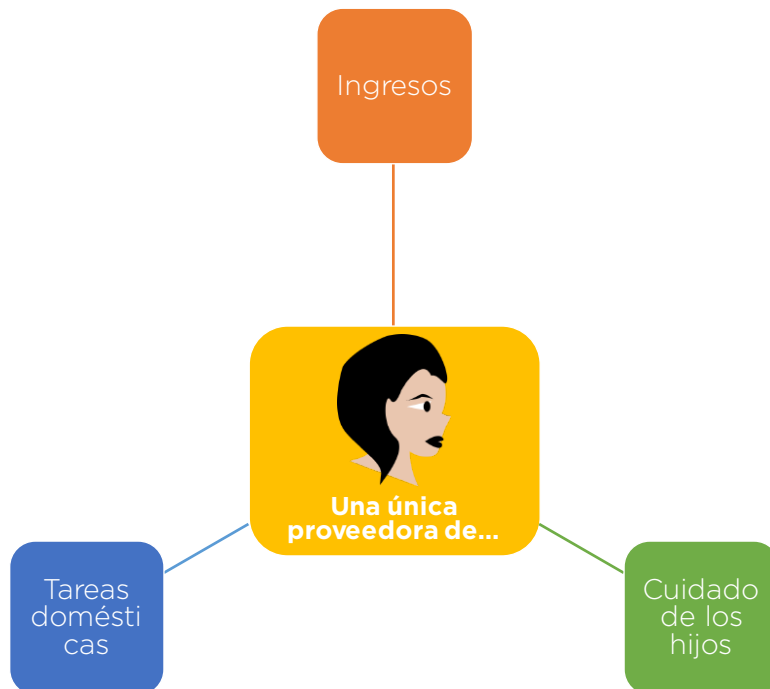 Ingresos
Una única
proveedora de...
Tareas
domésti
cas
Cuidado
de los
hijos